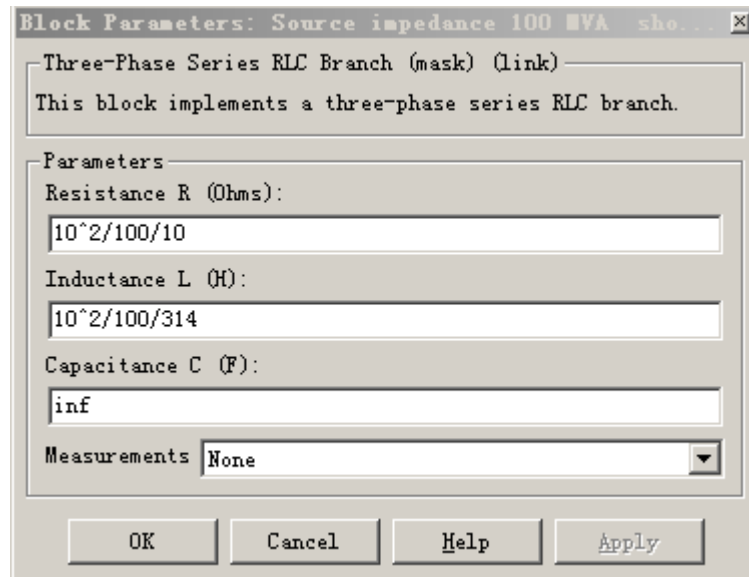 Block Parameters: Source impedance 100 MVA sho...
Three-Phase Series RLC Branch (mask) (link)
This block implements a three-phase series RLC branch.
Parameters
Resistance R (Ohms):
10^2/100/10
Inductance L (H):
10^2/100/314
Capacitance C (F):
inf
Measurements None
OK Cancel Help Apply